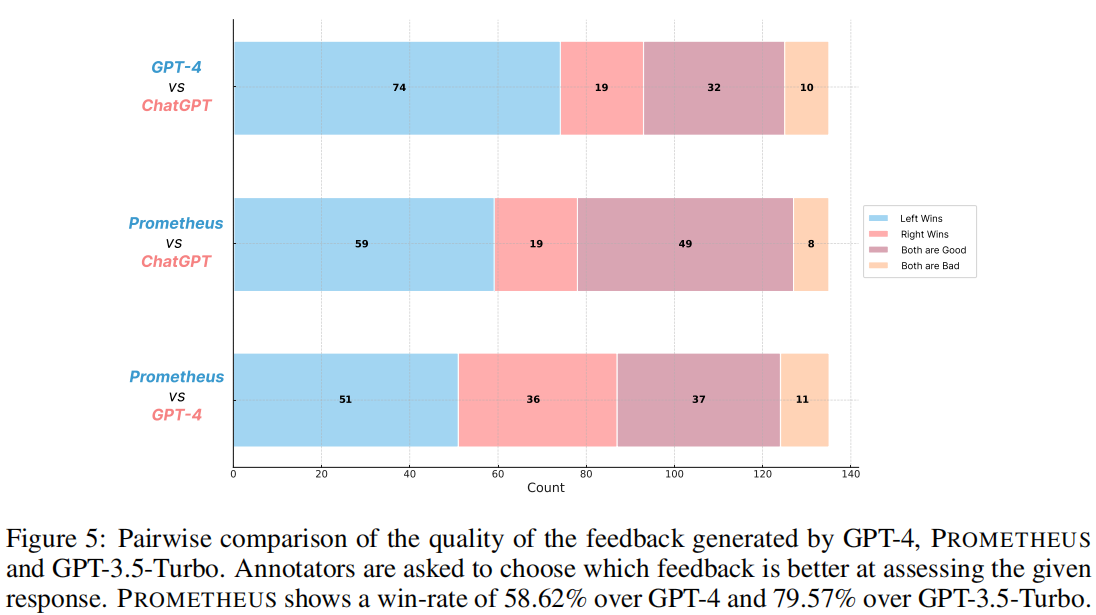 GPT-4
vs
ChatGPT
74 19 32 10
Prometheus
vs
ChatGPT
59 19 49 8
Left Wins
Right Wins
Both are Good
Both are Bad
Prometheus
vs
GPT-4
51 36 37 11
0 20 40 60 80 100 120 140
Count
Figure 5: Pairwise comparison of the quality of the feedback generated by GPT-4, PROMETHEUS
and GPT-3.5-Turbo. Annotators are asked to choose which feedback is better at assessing the given
response. PROMETHEUS shows a win-rate of 58.62% over GPT-4 and 79.57% over GPT-3.5-Turbo.